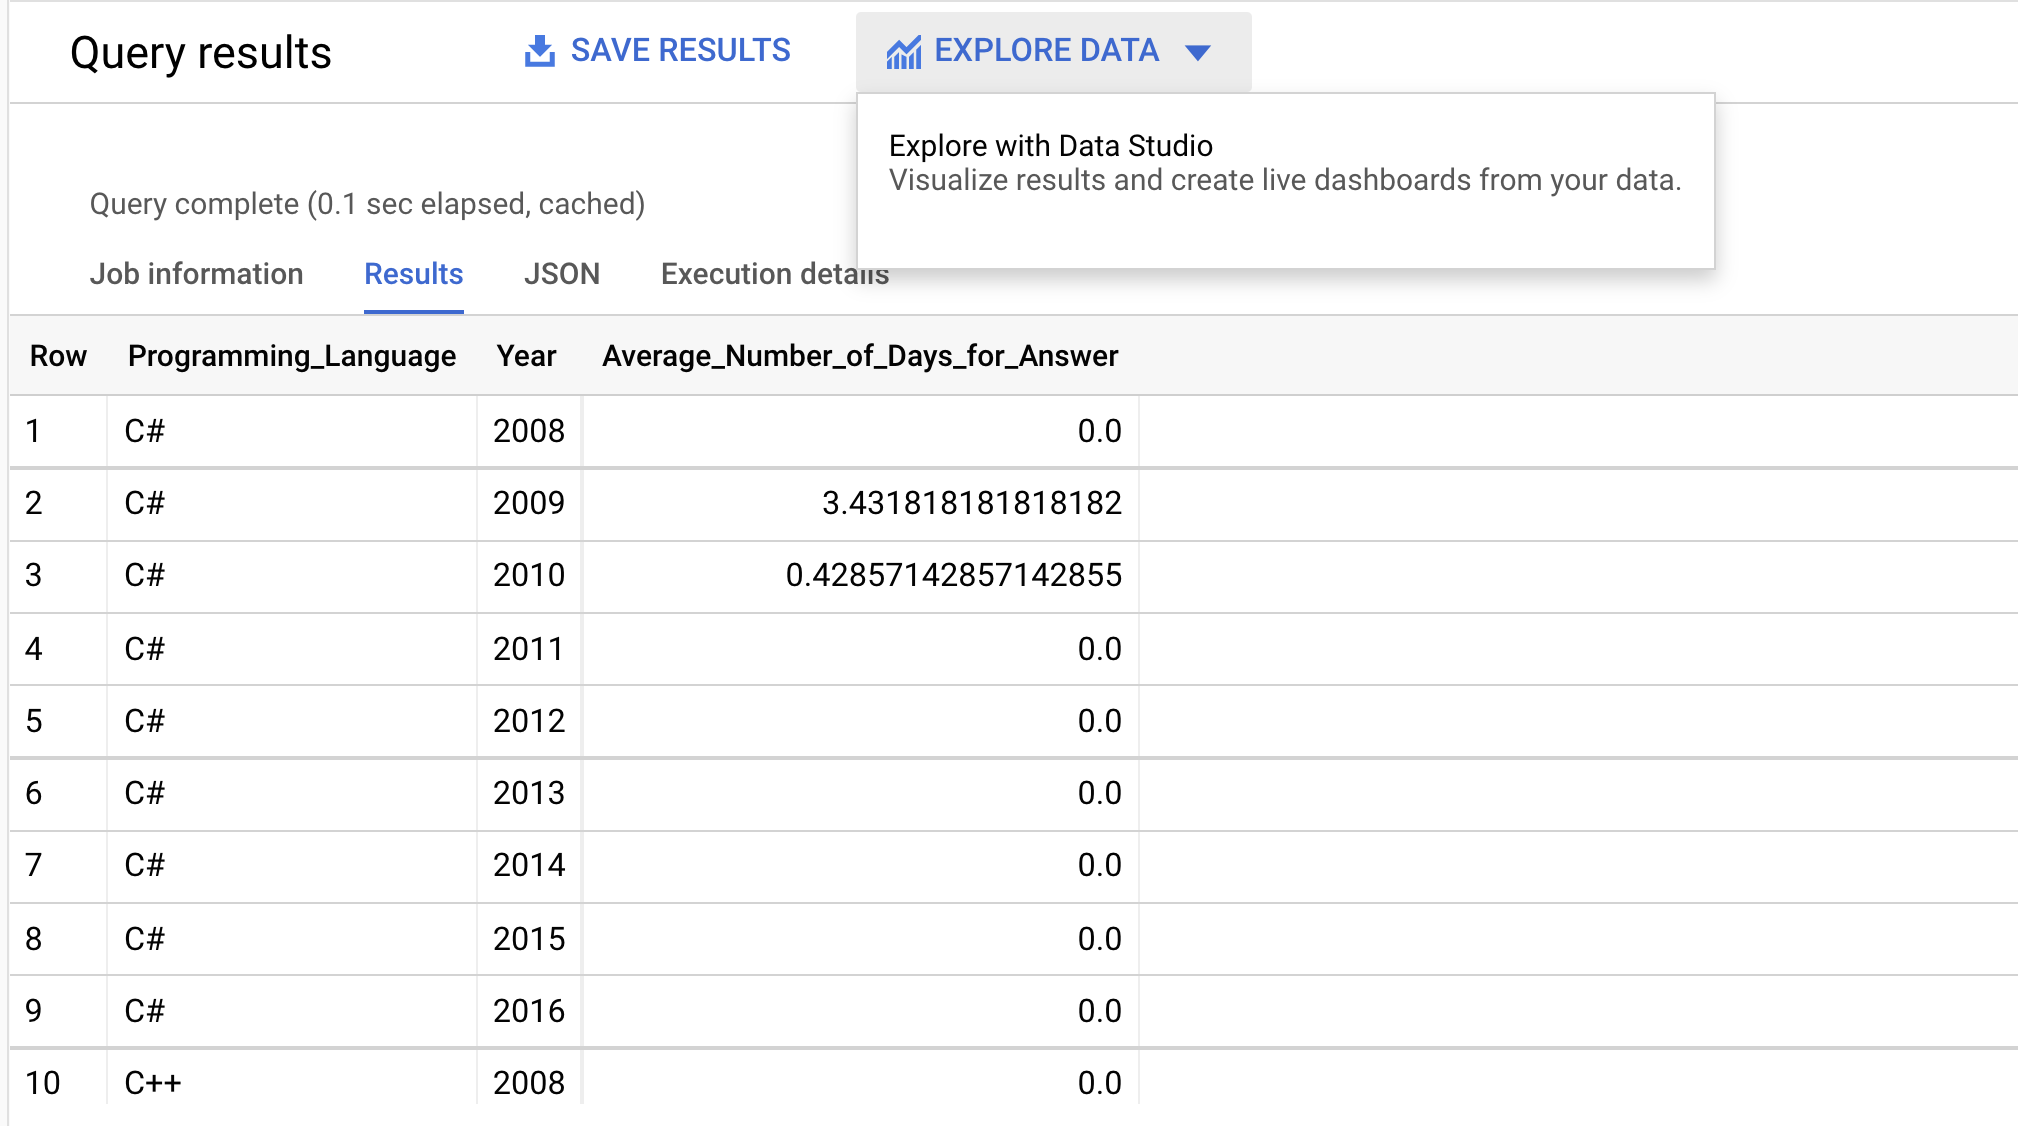 Query results SAVE RESULTS EXPLORE DATA
Explore with Data Studio
Visualize results and create live dashboards from your data.
Query complete (0.1 sec elapsed, cached)
Job information Results JSON Execution details
Row Programming_Language Year Average_Number_of_Days_for_Answer
1 C# 2008 0.0
2 C# 2009 3.431818181818182
3 C# 2010 0.42857142857142855
4 C# 2011 0.0
5 C# 2012 0.0
6 C# 2013 0.0
7 C# 2014 0.0
8 C# 2015 0.0
9 C# 2016 0.0
10 C++ 2008 0.0